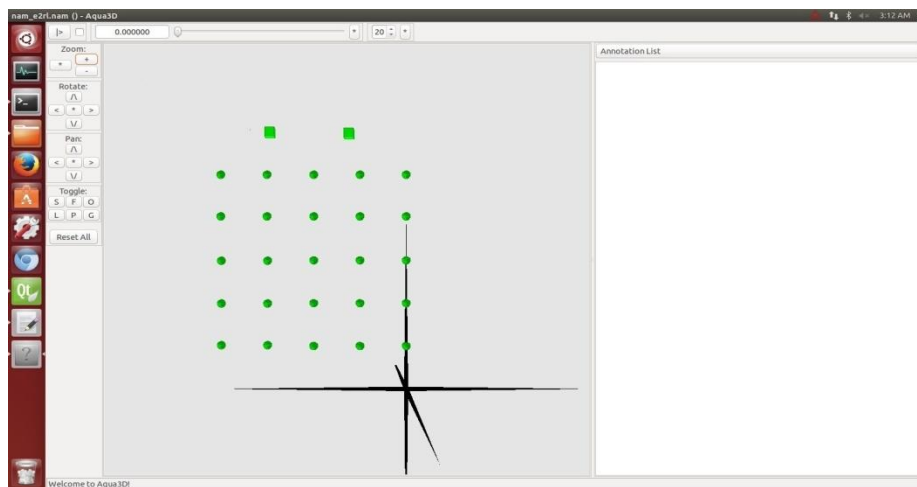 nam_e2rl.nam () - Aqua3D
3:12 AM
|> 0.000000 20
Annotation List
Zoom:
* +
-
Rotate:
/\
< * >
\/
Pan:
/\
< * >
\/
Toggle:
S F O
L P G
Reset All
Qt
Welcome to Aqua3D!